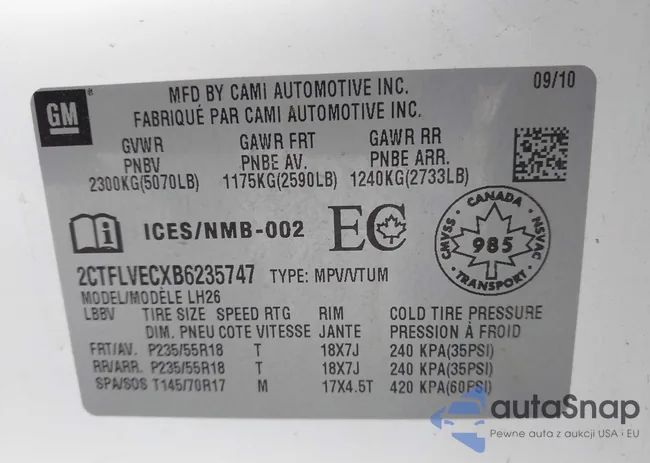 GM
MFD BY CAMI AUTOMOTIVE INC.
09/10
FABRIQUÉ PAR CAMI AUTOMOTIVE INC.
GVWR GAWR FRT GAWR RR
PNBV PNBE AV. PNBE ARR.
2300KG(5070LB) 1175KG(2590LB) 1240KG(2733LB)
ICES/NMB-002
EC
CANADA
CMVSS 985 NSVAC
TRANSPORT
2CTFLVECXB6235747 TYPE: MPV/VTUM
MODEL/MODÈLE LH26
LBBV TIRE SIZE SPEED RTG RIM COLD TIRE PRESSURE
DIM. PNEU COTE VITESSE JANTE PRESSION À FROID
FRT/AV. P235/55R18 T 18X7J 240 KPA(35PSI)
RR/ARR. P235/55R18 T 18X7J 240 KPA(35PSI)
SPA/SOS T145/70R17 M 17X4.5T 420 KPA(60PSI)
autaSnap
Pewne auta z aukcji USA i EU